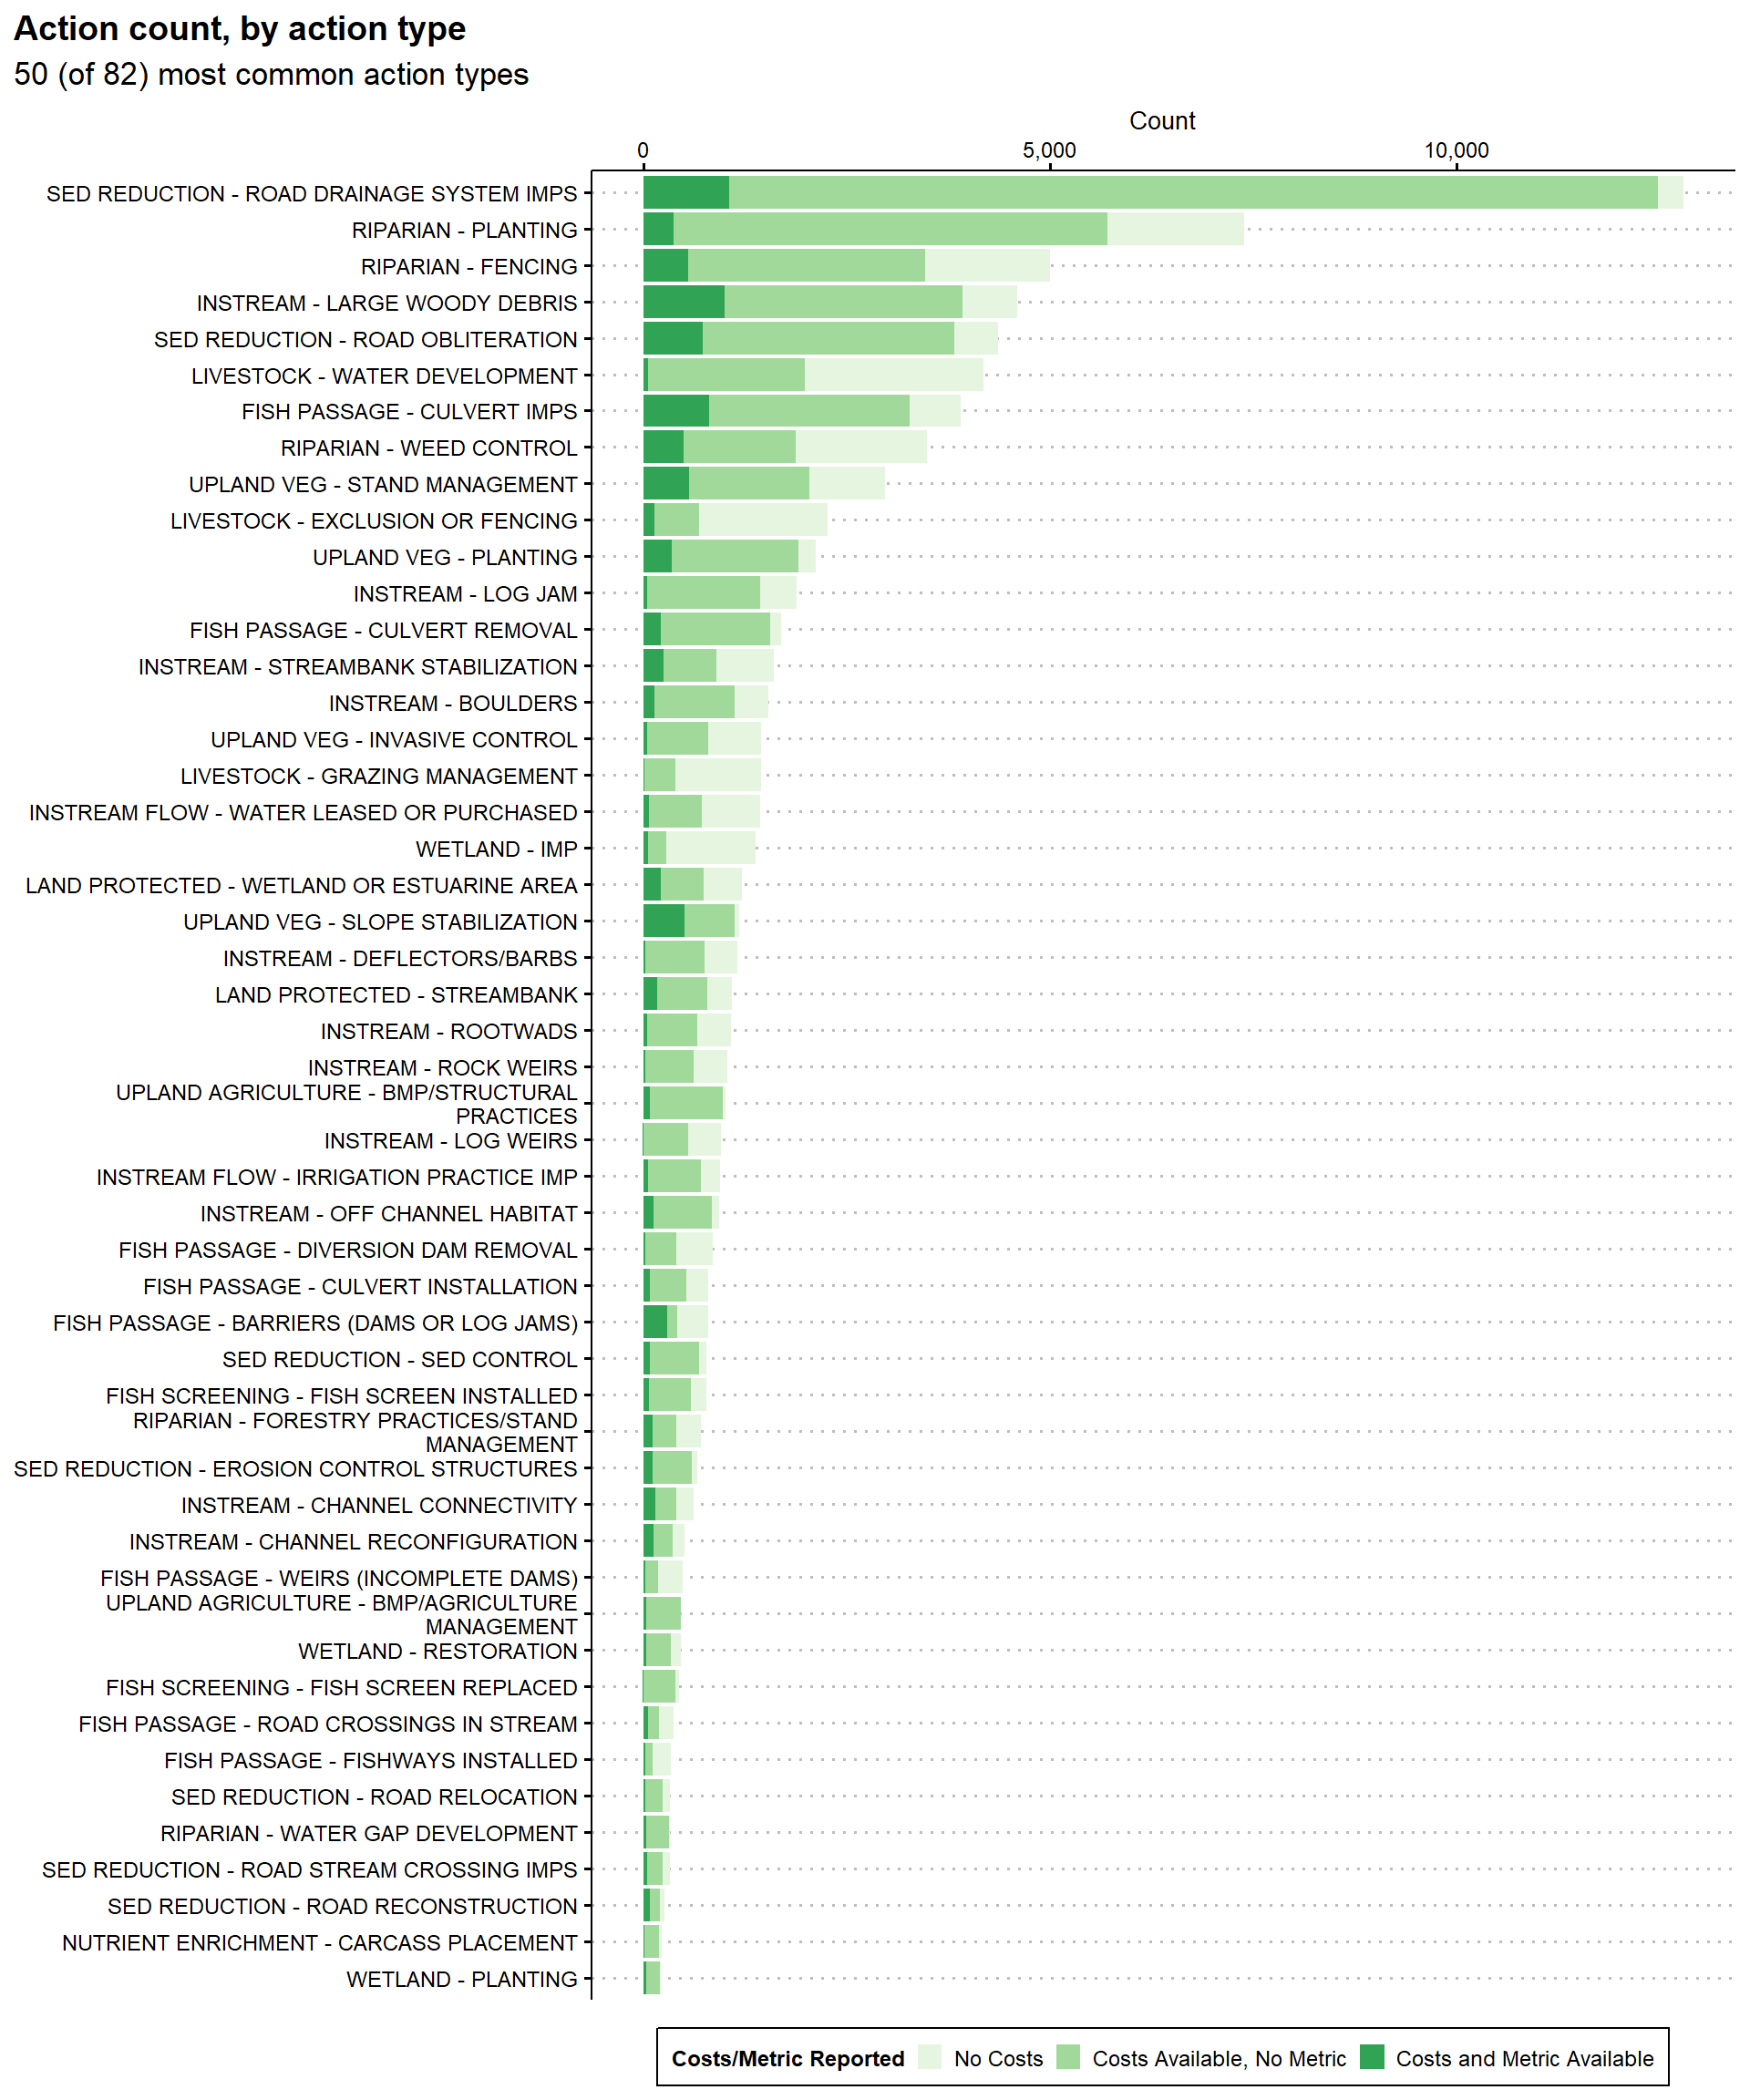 Action count, by action type
50 (of 82) most common action types
Count
0 5,000 10,000
SED REDUCTION - ROAD DRAINAGE SYSTEM IMPS
RIPARIAN - PLANTING
RIPARIAN - FENCING
INSTREAM - LARGE WOODY DEBRIS
SED REDUCTION - ROAD OBLITERATION
LIVESTOCK - WATER DEVELOPMENT
FISH PASSAGE - CULVERT IMPS
RIPARIAN - WEED CONTROL
UPLAND VEG - STAND MANAGEMENT
LIVESTOCK - EXCLUSION OR FENCING
UPLAND VEG - PLANTING
INSTREAM - LOG JAM
FISH PASSAGE - CULVERT REMOVAL
INSTREAM - STREAMBANK STABILIZATION
INSTREAM - BOULDERS
UPLAND VEG - INVASIVE CONTROL
LIVESTOCK - GRAZING MANAGEMENT
INSTREAM FLOW - WATER LEASED OR PURCHASED
WETLAND - IMP
LAND PROTECTED - WETLAND OR ESTUARINE AREA
UPLAND VEG - SLOPE STABILIZATION
INSTREAM - DEFLECTORS/BARBS
LAND PROTECTED - STREAMBANK
INSTREAM - ROOTWADS
INSTREAM - ROCK WEIRS
UPLAND AGRICULTURE - BMP/STRUCTURAL
PRACTICES
INSTREAM - LOG WEIRS
INSTREAM FLOW - IRRIGATION PRACTICE IMP
INSTREAM - OFF CHANNEL HABITAT
FISH PASSAGE - DIVERSION DAM REMOVAL
FISH PASSAGE - CULVERT INSTALLATION
FISH PASSAGE - BARRIERS (DAMS OR LOG JAMS)
SED REDUCTION - SED CONTROL
FISH SCREENING - FISH SCREEN INSTALLED
RIPARIAN - FORESTRY PRACTICES/STAND
MANAGEMENT
SED REDUCTION - EROSION CONTROL STRUCTURES
INSTREAM - CHANNEL CONNECTIVITY
INSTREAM - CHANNEL RECONFIGURATION
FISH PASSAGE - WEIRS (INCOMPLETE DAMS)
UPLAND AGRICULTURE - BMP/AGRICULTURE
MANAGEMENT
WETLAND - RESTORATION
FISH SCREENING - FISH SCREEN REPLACED
FISH PASSAGE - ROAD CROSSINGS IN STREAM
FISH PASSAGE - FISHWAYS INSTALLED
SED REDUCTION - ROAD RELOCATION
RIPARIAN - WATER GAP DEVELOPMENT
SED REDUCTION - ROAD STREAM CROSSING IMPS
SED REDUCTION - ROAD RECONSTRUCTION
NUTRIENT ENRICHMENT - CARCASS PLACEMENT
WETLAND - PLANTING
Costs/Metric Reported No Costs Costs Available, No Metric Costs and Metric Available